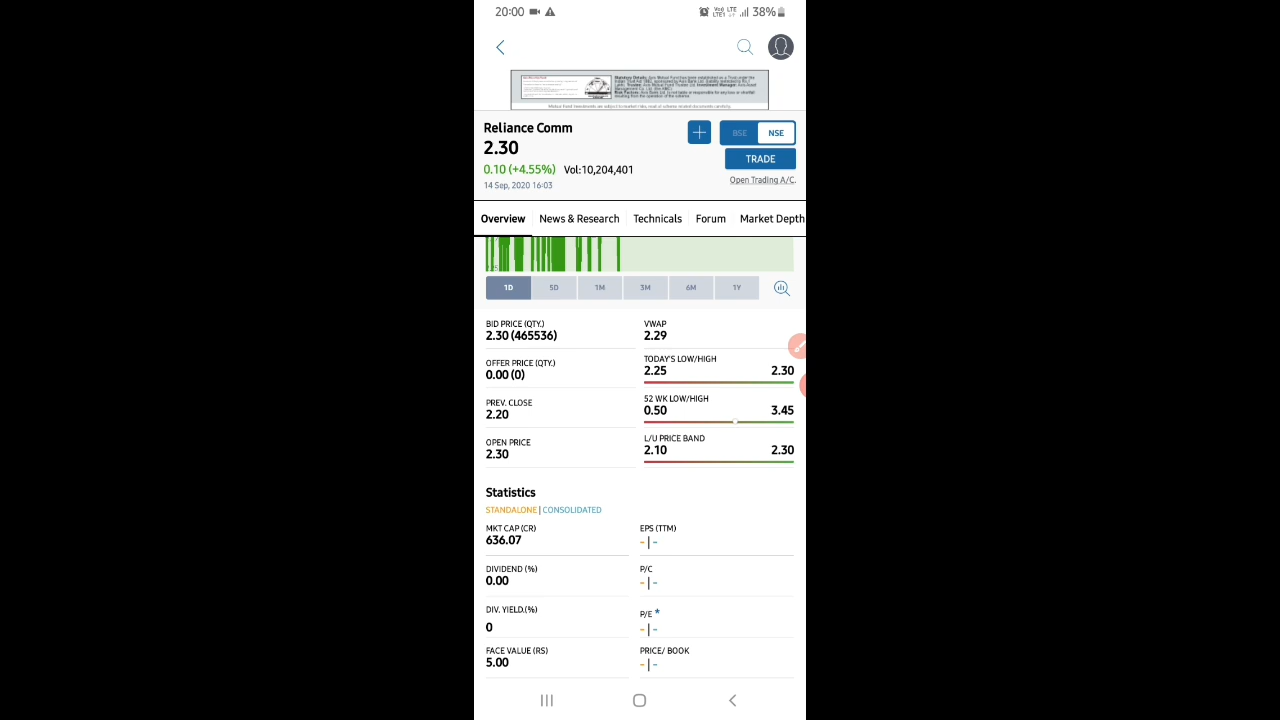 20:00
38%
Reliance Comm
2.30
0.10 (+4.55%) Vol:10,204,401
14 Sep, 2020 16:03
BSE NSE
TRADE
Open Trading A/C.
Overview News & Research Technicals Forum Market Depth
1D 5D 1M 3M 6M 1Y
BID PRICE (QTY.)
2.30 (465536)
VWAP
2.29
OFFER PRICE (QTY.)
0.00 (0)
TODAY'S LOW/HIGH
2.25 2.30
PREV. CLOSE
2.20
52 WK LOW/HIGH
0.50 3.45
OPEN PRICE
2.30
L/U PRICE BAND
2.10 2.30
Statistics
STANDALONE | CONSOLIDATED
MKT CAP (CR)
636.07
EPS (TTM)
- | -
DIVIDEND (%)
0.00
P/C
- | -
DIV. YIELD.(%)
0
P/E *
- | -
FACE VALUE (RS)
5.00
PRICE/ BOOK
- | -